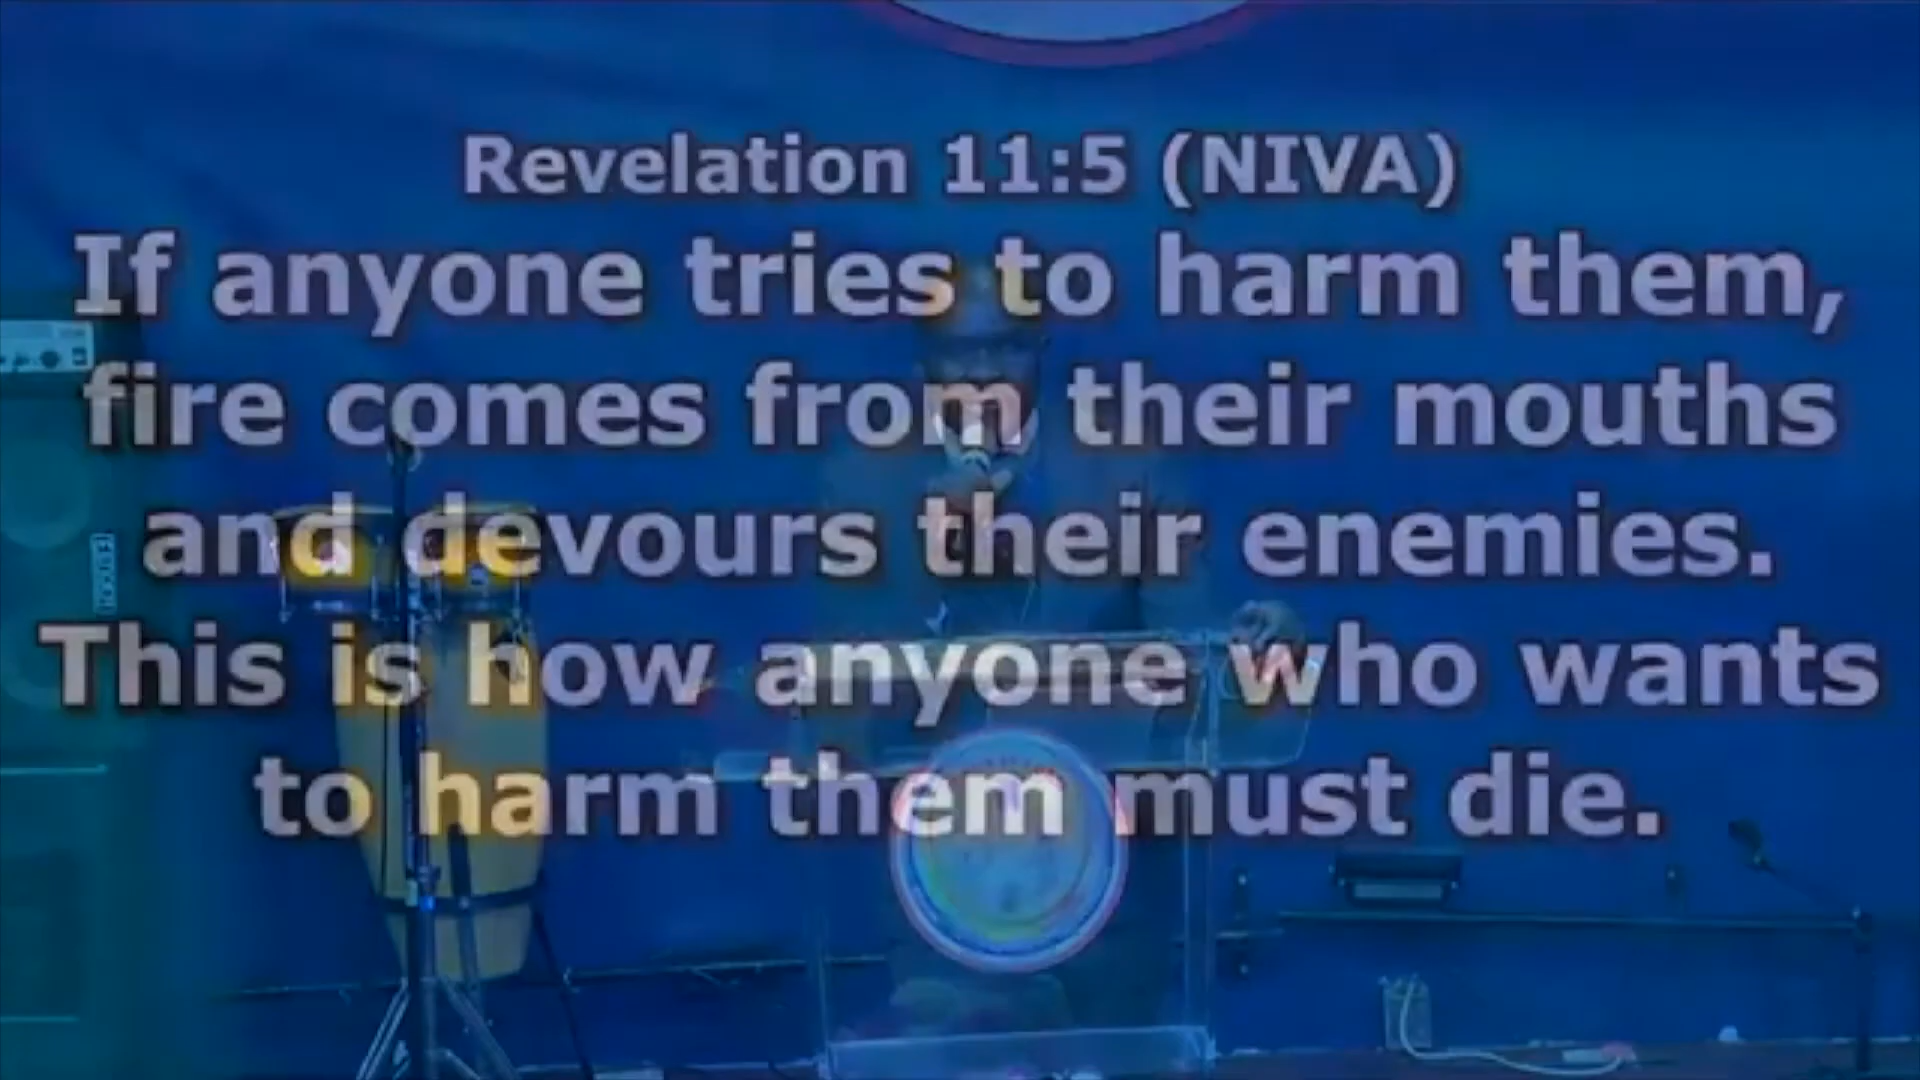 Revelation 11:5 (NIVA)
If anyone tries to harm them,
fire comes from their mouths
and devours their enemies.
This is how anyone who wants
to harm them must die.